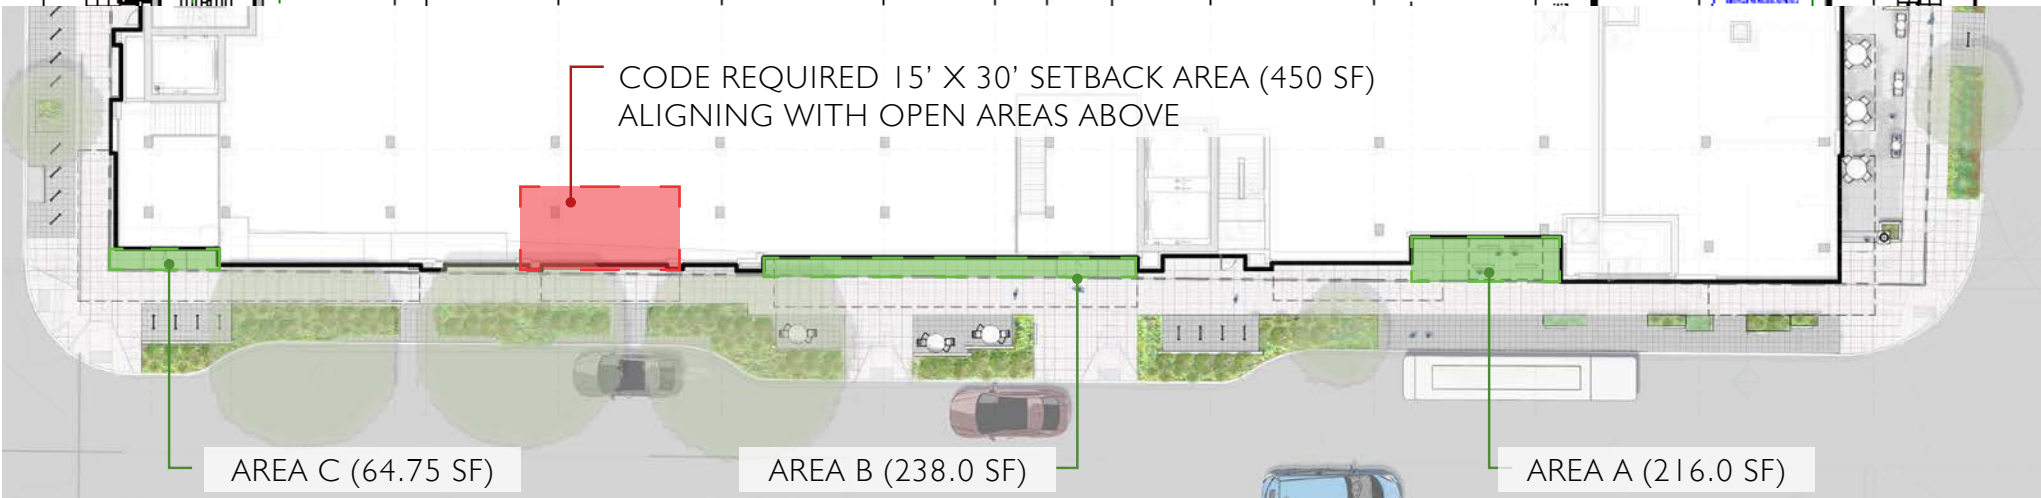 CODE REQUIRED 15' X 30' SETBACK AREA (450 SF)
ALIGNING WITH OPEN AREAS ABOVE
AREA C (64.75 SF)
AREA B (238.0 SF)
AREA A (216.0 SF)